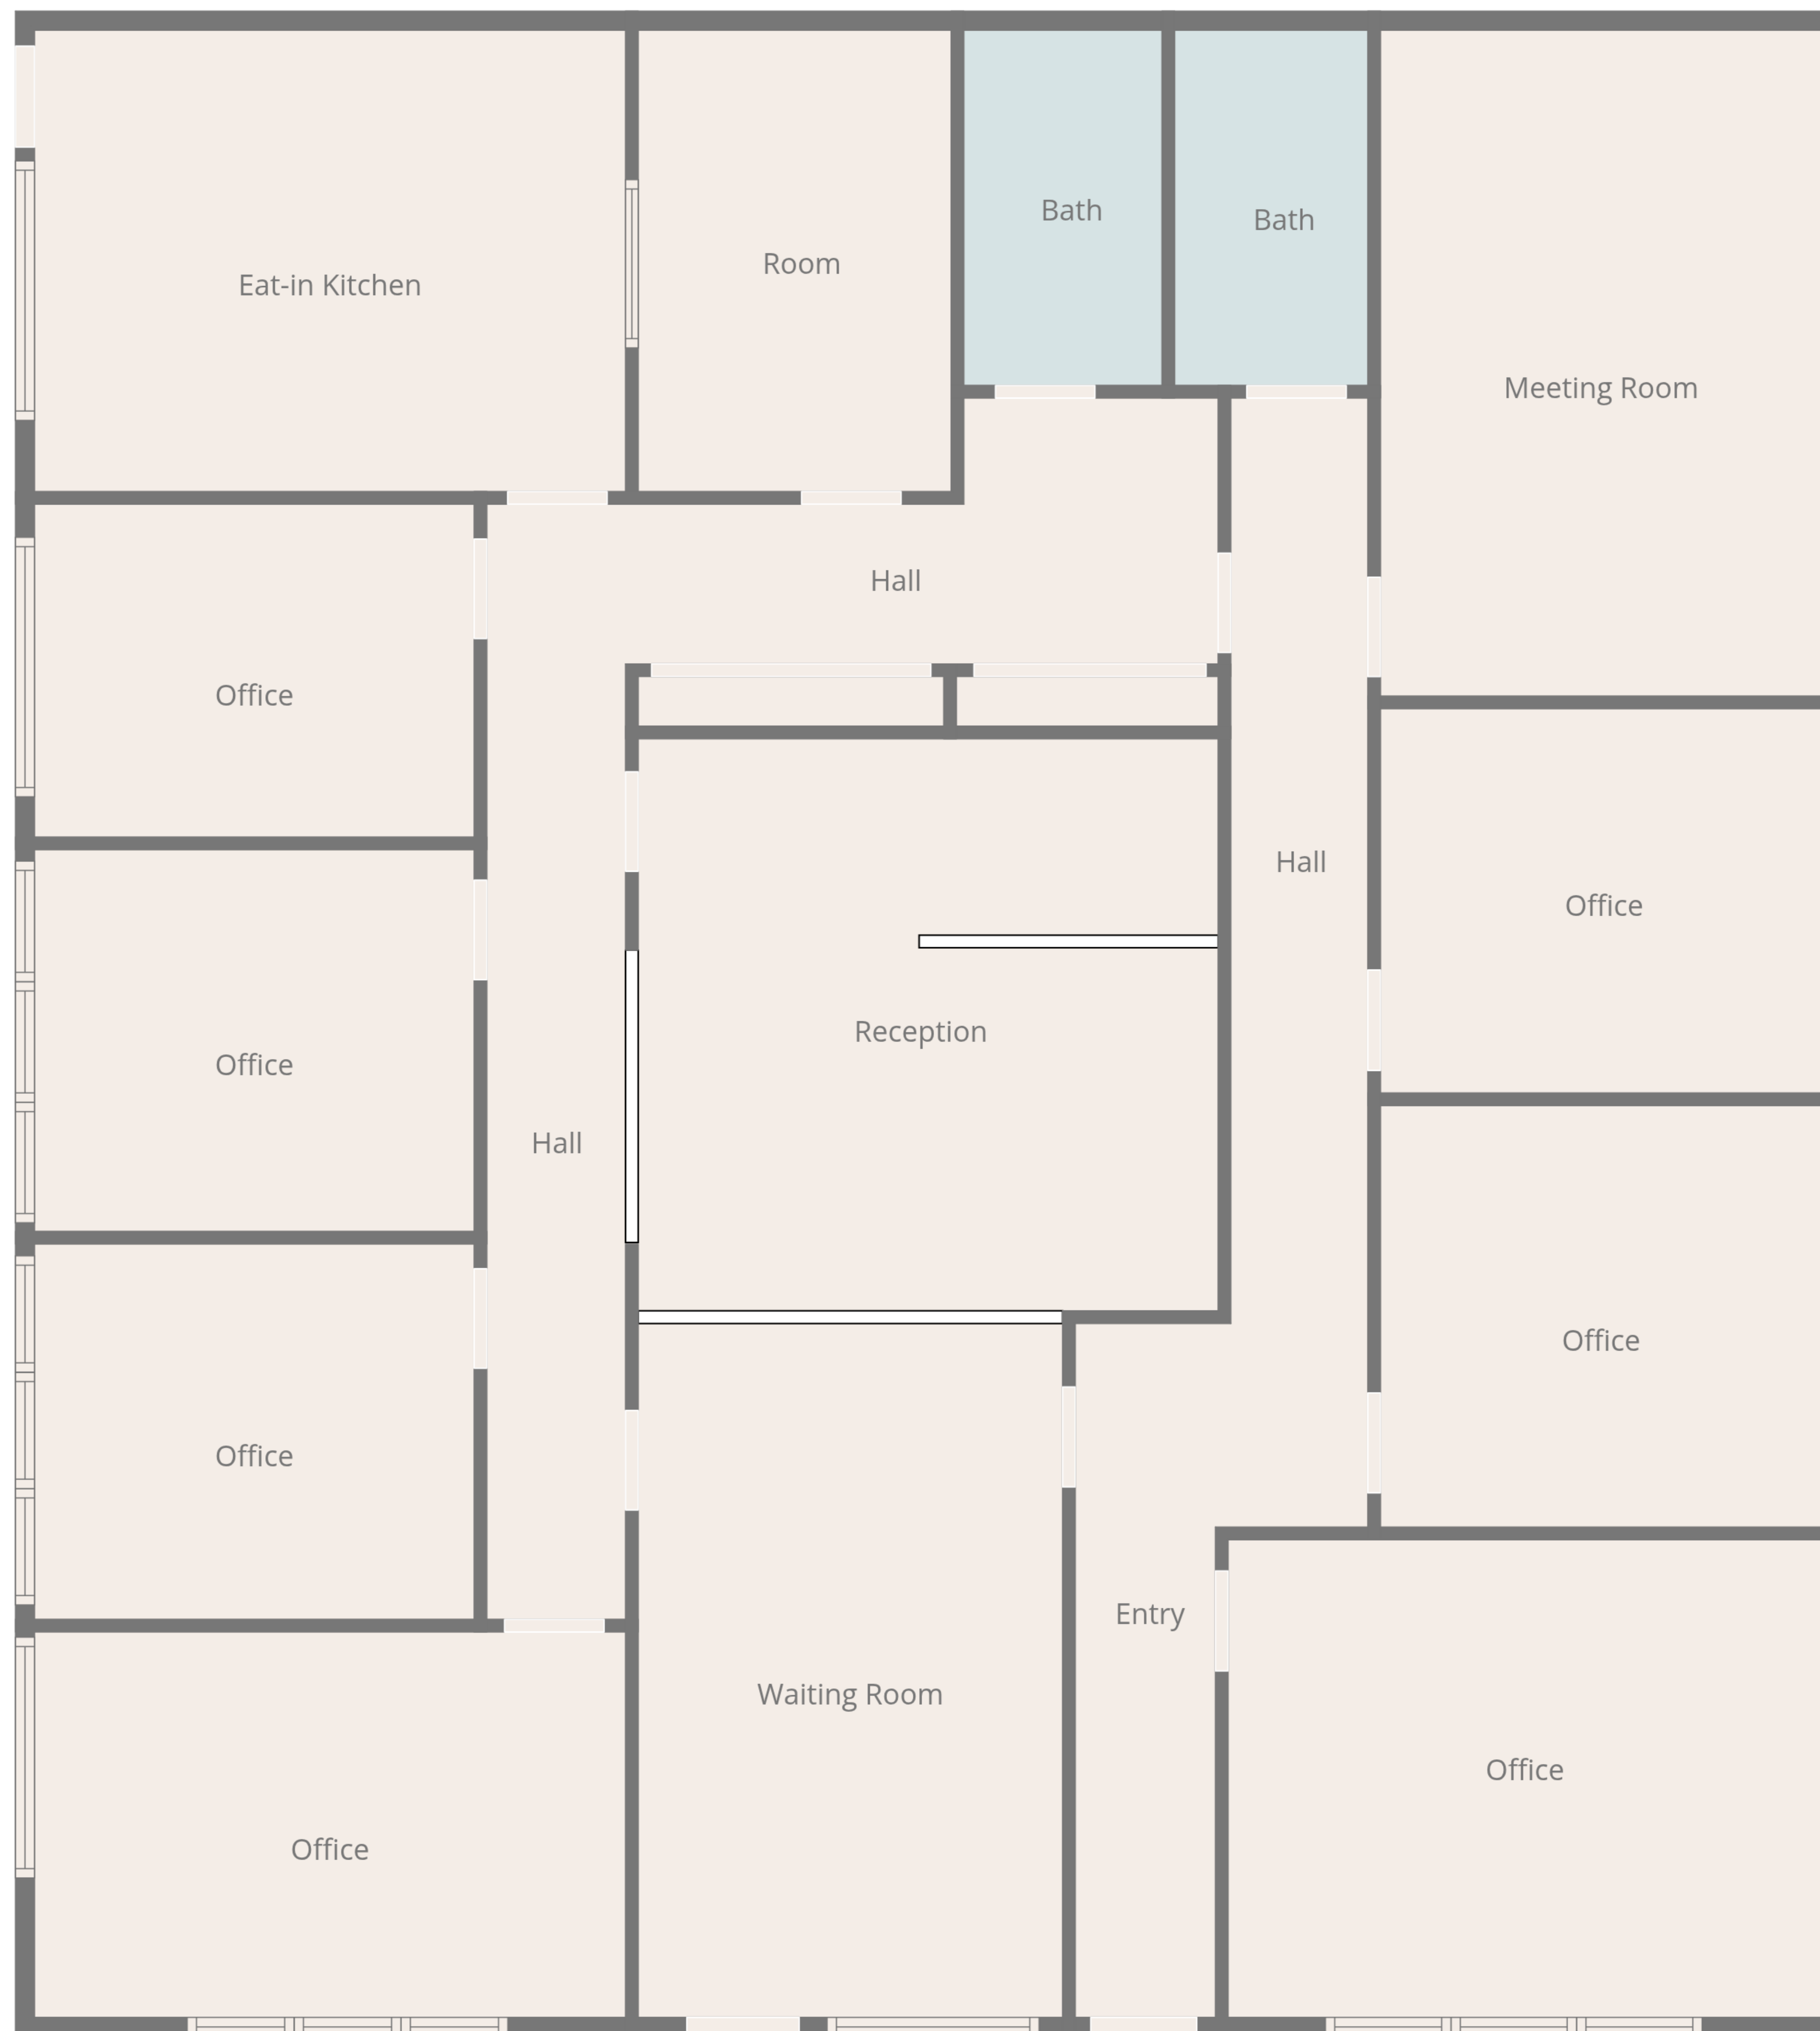 Bath
Bath
Room
Eat-in Kitchen
Meeting Room
Hall
Office
Hall
Office
Reception
Office
Hall
Office
Office
Entry
Waiting Room
Office
Office